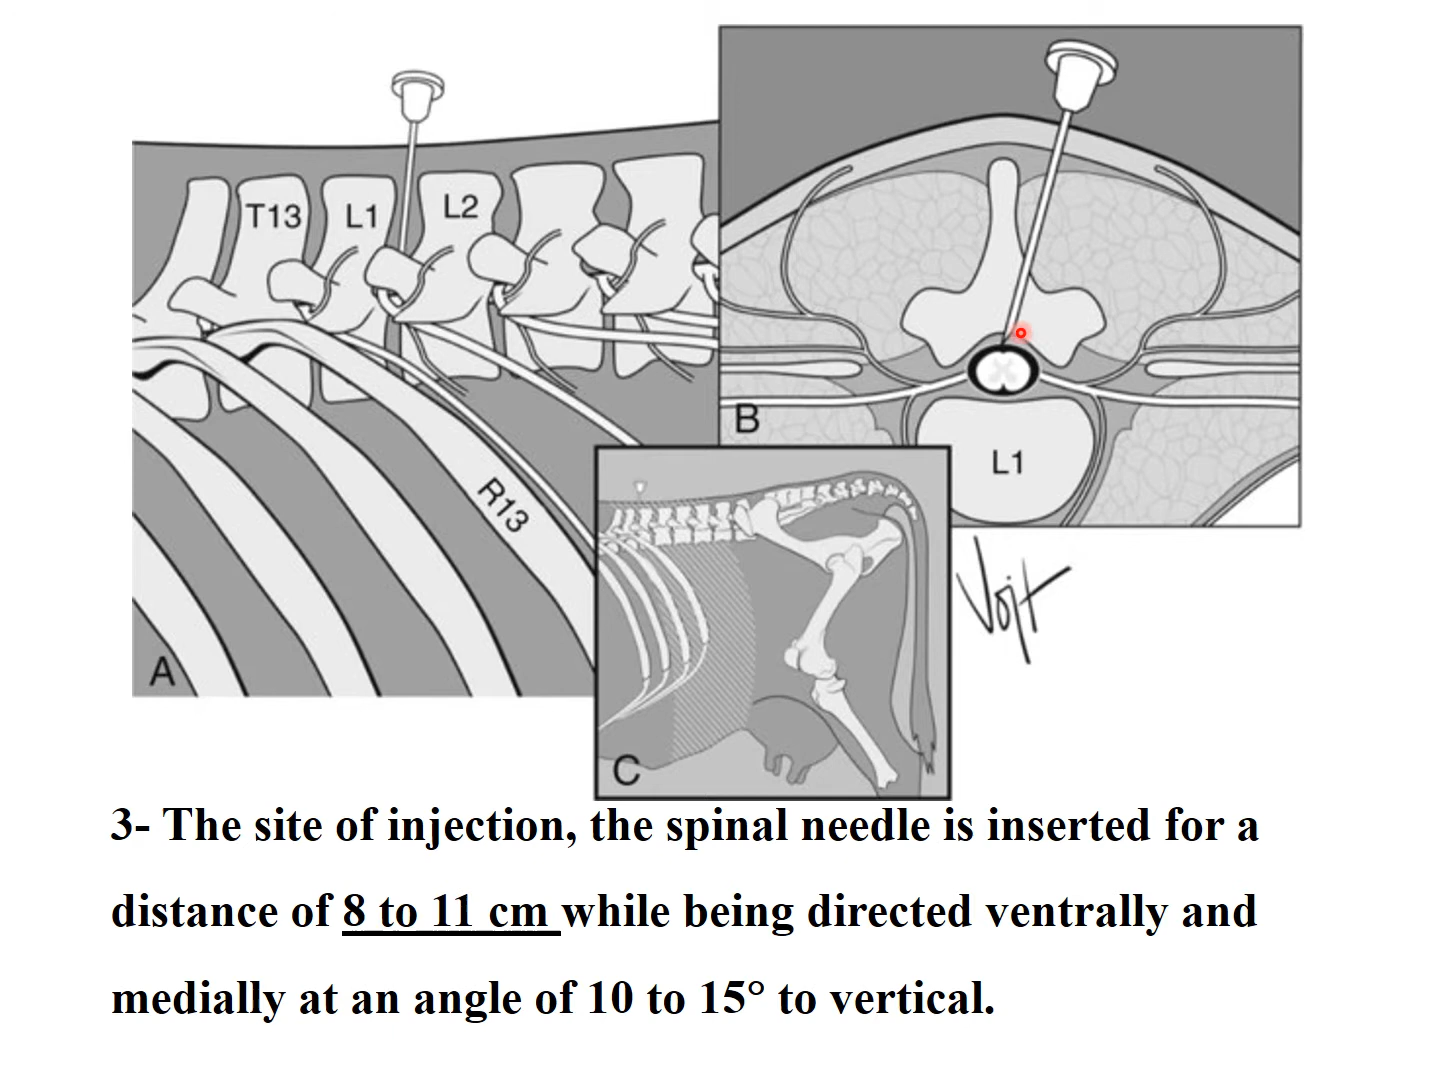 T13
L1
L2
R13
A
B
L1
C
Vojt
3- The site of injection, the spinal needle is inserted for a
distance of 8 to 11 cm while being directed ventrally and
medially at an angle of 10 to 15° to vertical.